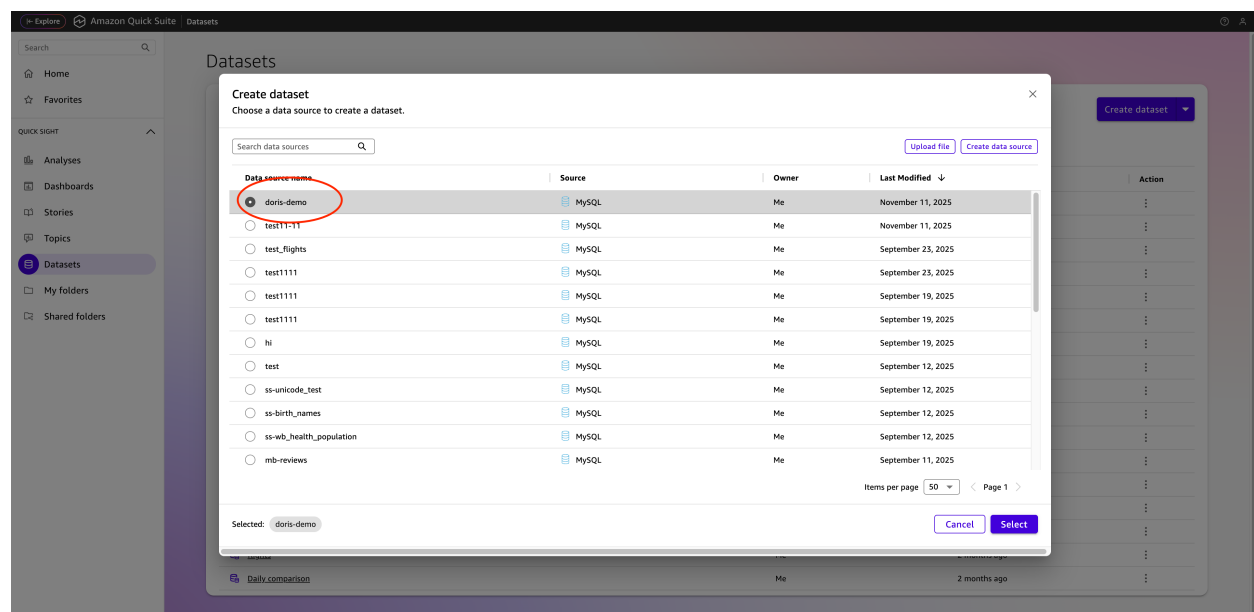 Explore Amazon Quick Suite Datasets
Search
Home
Favorites
QUICK SIGHT
Analyses
Dashboards
Stories
Topics
Datasets
My folders
Shared folders
Datasets
Create dataset
Create dataset
Choose a data source to create a dataset.
Search data sources
Upload file Create data source
Data source name Source Owner Last Modified
Action
doris-demo MySQL Me November 11, 2025
test11-11 MySQL Me November 11, 2025
test_flights MySQL Me September 23, 2025
test1111 MySQL Me September 23, 2025
test1111 MySQL Me September 19, 2025
test1111 MySQL Me September 19, 2025
hi MySQL Me September 19, 2025
test MySQL Me September 12, 2025
ss-unicode_test MySQL Me September 12, 2025
ss-birth_names MySQL Me September 12, 2025
ss-wb_health_population MySQL Me September 12, 2025
mb-reviews MySQL Me September 11, 2025
Items per page 50 Page 1
Selected: doris-demo
Cancel Select
Daily comparison Me 2 months ago